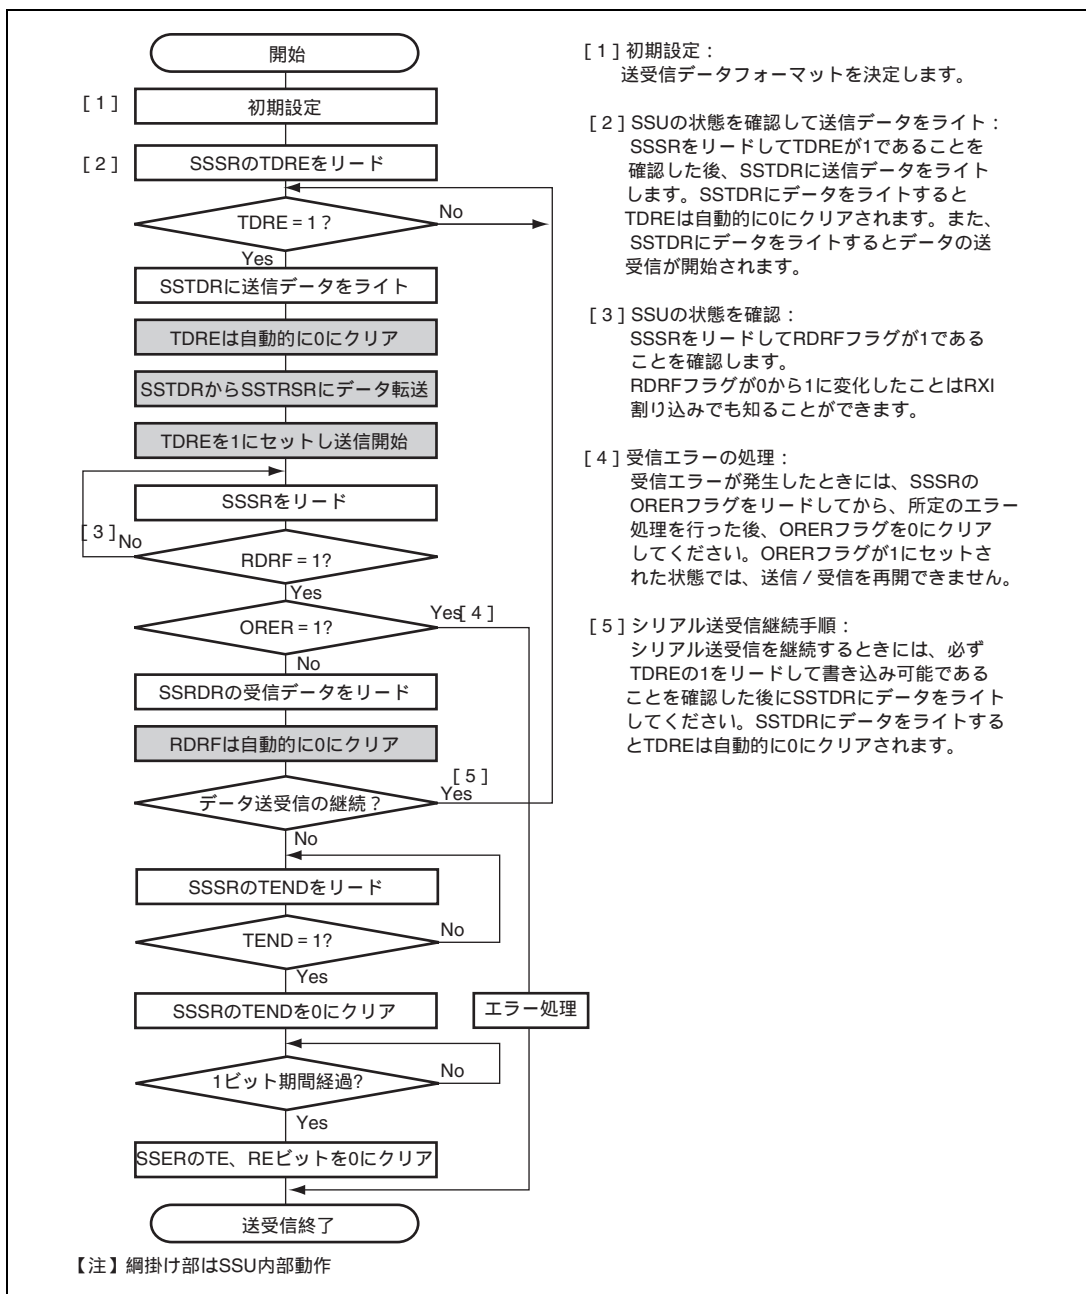 開始
[ 1 ]
初期設定
[ 2 ]
SSSRのTDREをリード
TDRE = 1 ?
No
Yes
SSTDRに送信データをライト
TDREは自動的に0にクリア
SSTDRからSSTRSRにデータ転送
TDREを1にセットし送信開始
SSSRをリード
[ 3 ]
No
RDRF = 1?
Yes
ORER = 1?
Yes[ 4 ]
No
SSRDRの受信データをリード
RDRFは自動的に0にクリア
[ 5 ]
データ送受信の継続 ?
Yes
No
SSSRのTENDをリード
TEND = 1?
No
Yes
SSSRのTENDを0にクリア
エラー処理
1ビット期間経過?
No
Yes
SSERのTE、REビットを0にクリア
送受信終了
【注】網掛け部はSSU内部動作
[ 1 ] 初期設定 :
送受信データフォーマットを決定します。
[ 2 ] SSUの状態を確認して送信データをライト :
SSSRをリードしてTDREが1であることを
確認した後、SSTDRに送信データをライト
します。SSTDRにデータをライトすると
TDREは自動的に0にクリアされます。また、
SSTDRにデータをライトするとデータの送
受信が開始されます。
[ 3 ] SSUの状態を確認 :
SSSRをリードしてRDRFフラグが1である
ことを確認します。
RDRFフラグが0から1に変化したことはRXI
割り込みでも知ることができます。
[ 4 ] 受信エラーの処理 :
受信エラーが発生したときには、SSSRの
ORERフラグをリードしてから、所定のエラー
処理を行った後、ORERフラグを0にクリア
してください。ORERフラグが1にセットさ
れた状態では、送信 / 受信を再開できません。
[ 5 ] シリアル送受信継続手順 :
シリアル送受信を継続するときには、必ず
TDREの1をリードして書き込み可能である
ことを確認した後にSSTDRにデータをライト
してください。SSTDRにデータをライトする
とTDREは自動的に0にクリアされます。